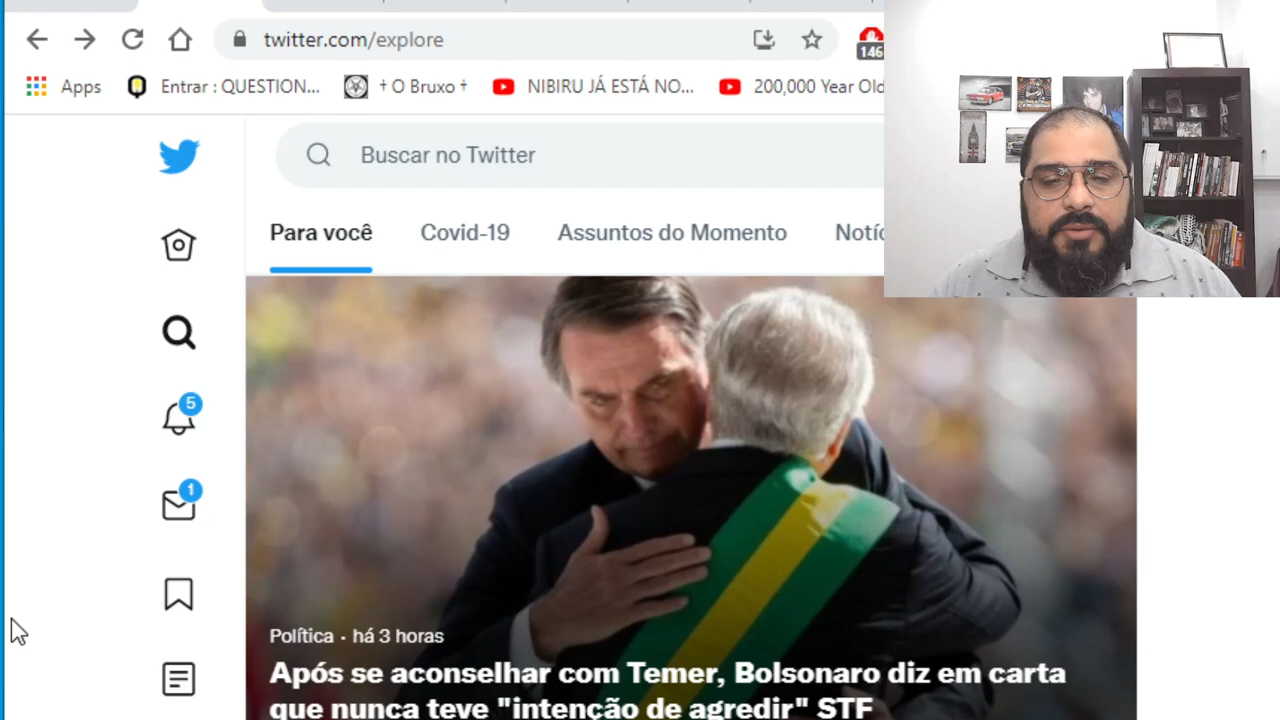 twitter.com/explore
146
Apps
Entrar : QUESTION...
† O Bruxo †
NIBIRU JÁ ESTÁ NO...
200,000 Year Old
Buscar no Twitter
Para você
Covid-19
Assuntos do Momento
Notíc
5
1
Política · há 3 horas
Após se aconselhar com Temer, Bolsonaro diz em carta
que nunca teve "intenção de agredir" STF